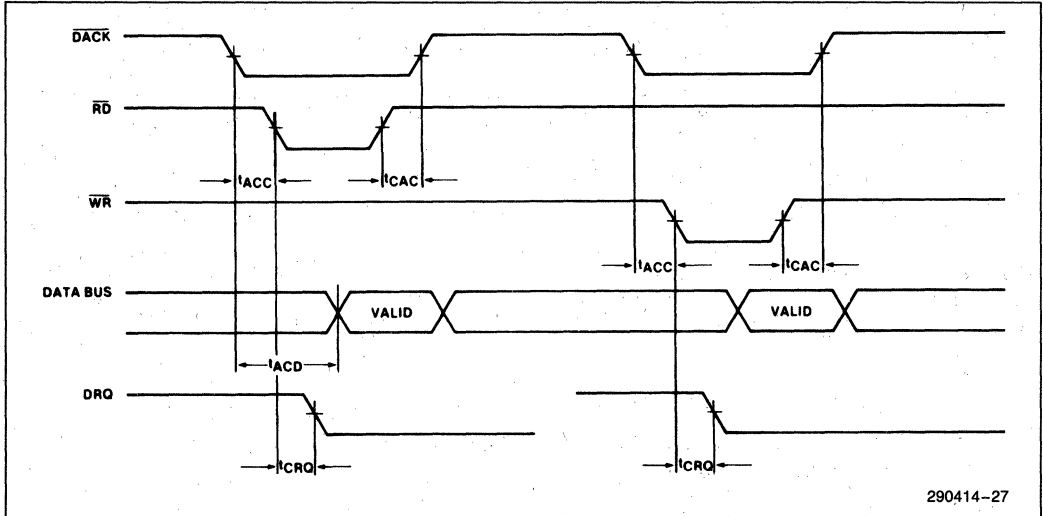 DACK
RD
tACC tCAC
WR
tACC tCAC
DATA BUS VALID VALID
tACD
DRQ
tCRQ tCRQ
290414-27